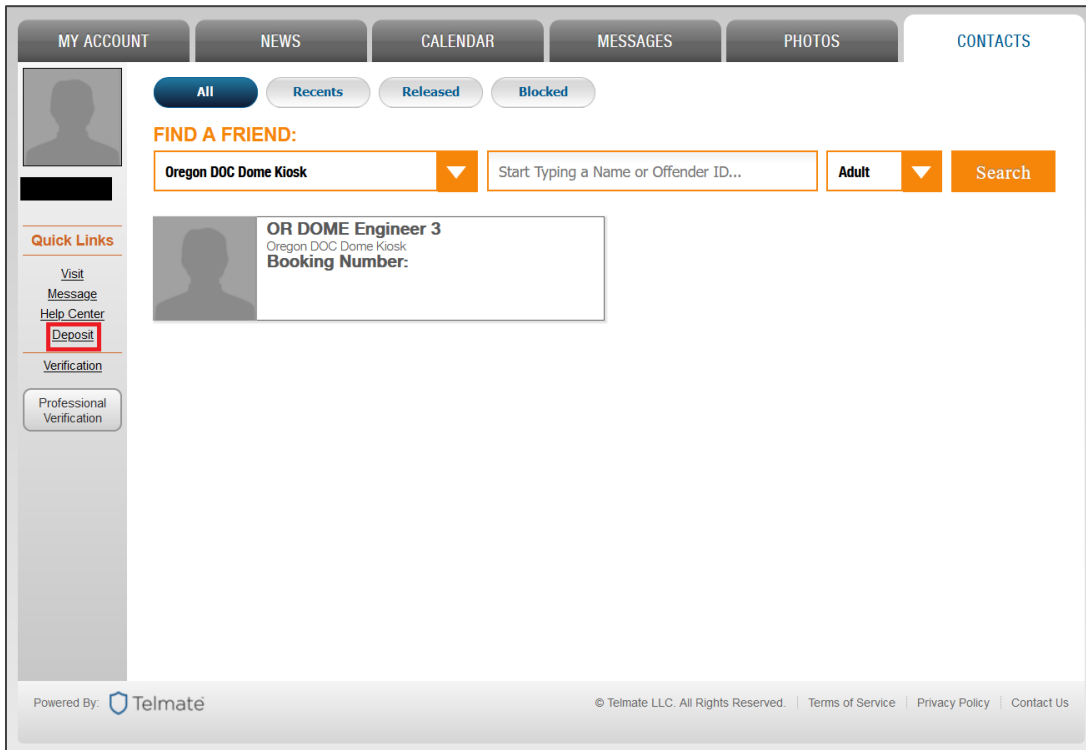 MY ACCOUNT NEWS CALENDAR MESSAGES PHOTOS CONTACTS
All Recents Released Blocked
FIND A FRIEND:
Oregon DOC Dome Kiosk Start Typing a Name or Offender ID... Adult Search
OR DOME Engineer 3
Oregon DOC Dome Kiosk
Booking Number:
Quick Links
Visit
Message
Help Center
Deposit
Verification
Professional
Verification
Powered By: Telmate
© Telmate LLC. All Rights Reserved. Terms of Service Privacy Policy Contact Us